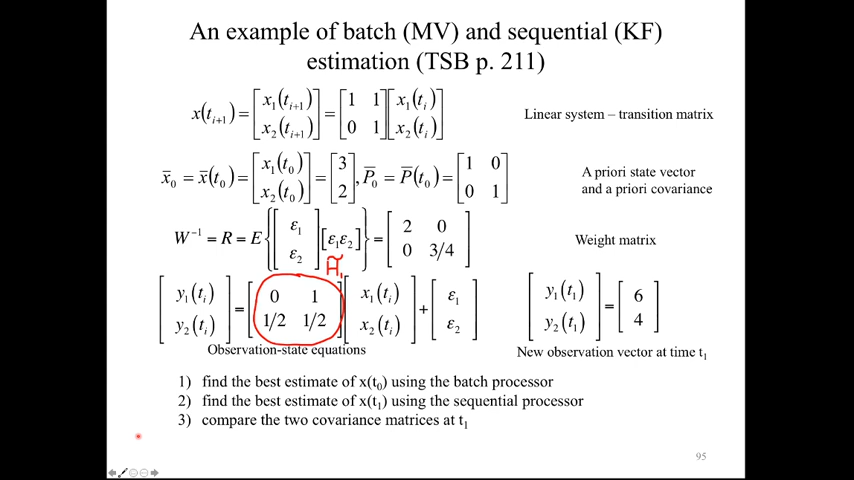 An example of batch (MV) and sequential (KF)
estimation (TSB p. 211)
x(t_{i+1}) = [x_1(t_{i+1}) ; x_2(t_{i+1})] = [1 1 ; 0 1] [x_1(t_i) ; x_2(t_i)] Linear system – transition matrix
x̄_0 = x̄(t_0) = [x_1(t_0) ; x_2(t_0)] = [3 ; 2], P̄_0 = P̄(t_0) = [1 0 ; 0 1] A priori state vector
and a priori covariance
W^{-1} = R = E{[ε_1 ; ε_2] [ε_1 ε_2]} = [2 0 ; 0 3/4] Weight matrix
H̃_1
[y_1(t_i) ; y_2(t_i)] = [0 1 ; 1/2 1/2] [x_1(t_i) ; x_2(t_i)] + [ε_1 ; ε_2] [y_1(t_1) ; y_2(t_1)] = [6 ; 4]
Observation-state equations New observation vector at time t_1
1) find the best estimate of x(t_0) using the batch processor
2) find the best estimate of x(t_1) using the sequential processor
3) compare the two covariance matrices at t_1
95